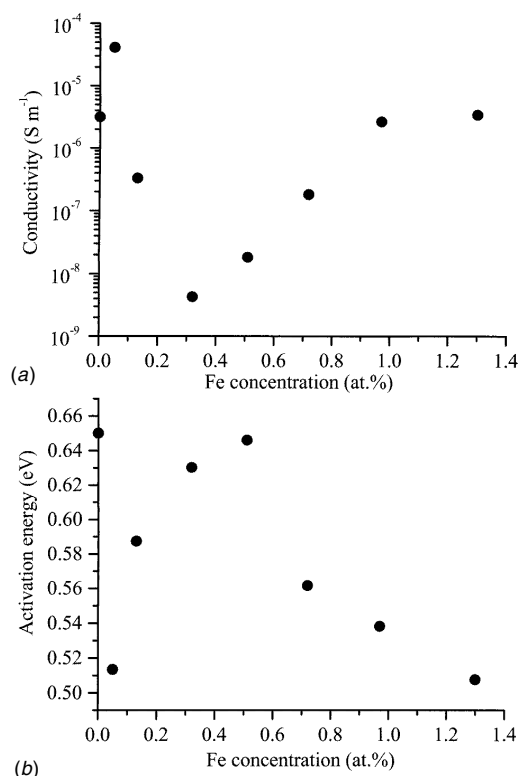 10⁻⁴
10⁻⁵
10⁻⁶
10⁻⁷
10⁻⁸
10⁻⁹
Conductivity (S m⁻¹)
0.0 0.2 0.4 0.6 0.8 1.0 1.2 1.4
(a)
Fe concentration (at.%)
0.66
0.64
0.62
0.60
0.58
0.56
0.54
0.52
0.50
Activation energy (eV)
0.0 0.2 0.4 0.6 0.8 1.0 1.2 1.4
(b)
Fe concentration (at.%)